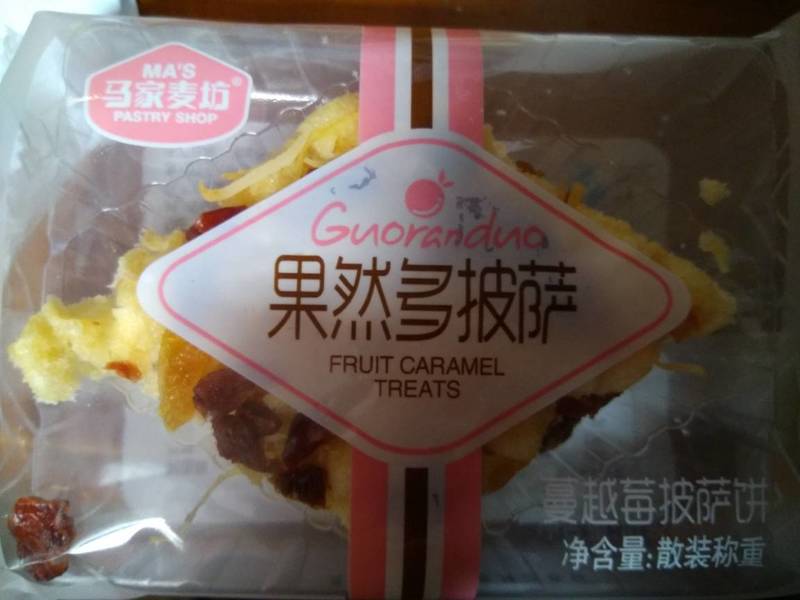 MA'S
马家麦坊®
PASTRY SHOP
Guoranduo
果然多披萨
FRUIT CARAMEL
TREATS
蔓越莓披萨饼
净含量:散装称重